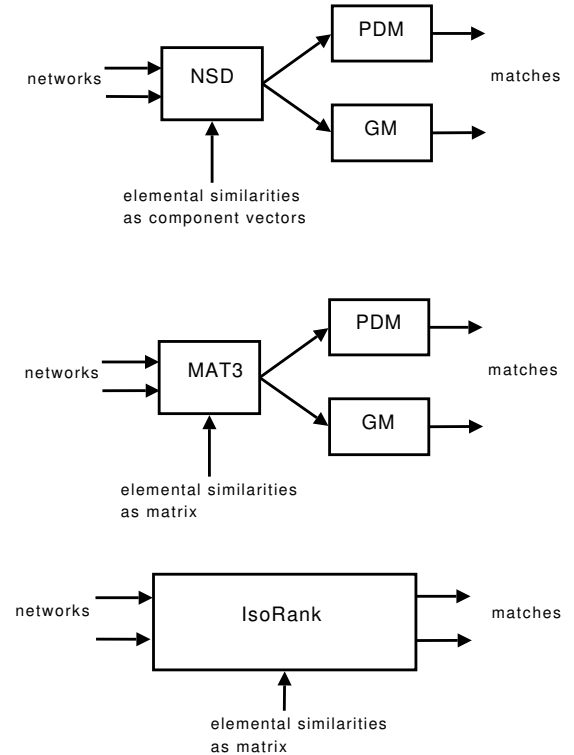 PDM
networks
NSD
matches
GM
elemental similarities
as component vectors
PDM
networks
MAT3
matches
GM
elemental similarities
as matrix
networks
IsoRank
matches
elemental similarities
as matrix